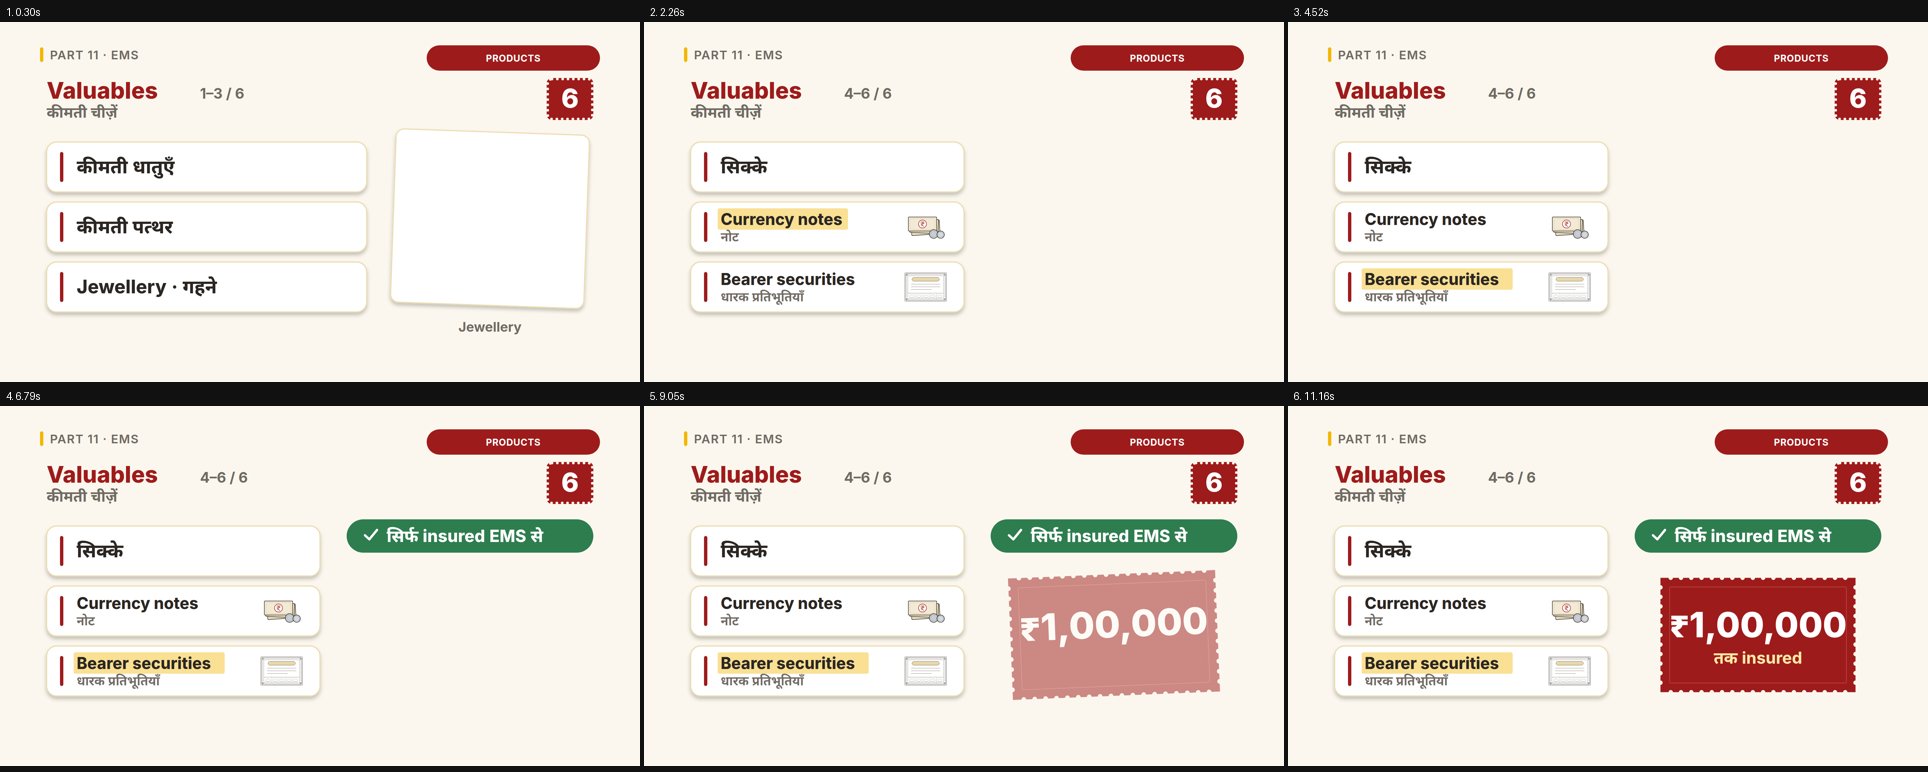 1. 0.30s
PART 11 · EMS
PRODUCTS
Valuables 1–3 / 6
कीमती चीज़ें
6
कीमती धातुएँ
कीमती पत्थर
Jewellery · गहने
Jewellery
2. 2.26s
PART 11 · EMS
PRODUCTS
Valuables 4–6 / 6
कीमती चीज़ें
6
सिक्के
Currency notes
नोट
Bearer securities
धारक प्रतिभूतियाँ
3. 4.52s
PART 11 · EMS
PRODUCTS
Valuables 4–6 / 6
कीमती चीज़ें
6
सिक्के
Currency notes
नोट
Bearer securities
धारक प्रतिभूतियाँ
4. 6.79s
PART 11 · EMS
PRODUCTS
Valuables 4–6 / 6
कीमती चीज़ें
6
सिक्के
Currency notes
नोट
Bearer securities
धारक प्रतिभूतियाँ
सिर्फ insured EMS से
5. 9.05s
PART 11 · EMS
PRODUCTS
Valuables 4–6 / 6
कीमती चीज़ें
6
सिक्के
Currency notes
नोट
Bearer securities
धारक प्रतिभूतियाँ
सिर्फ insured EMS से
₹1,00,000
6. 11.16s
PART 11 · EMS
PRODUCTS
Valuables 4–6 / 6
कीमती चीज़ें
6
सिक्के
Currency notes
नोट
Bearer securities
धारक प्रतिभूतियाँ
सिर्फ insured EMS से
₹1,00,000
तक insured